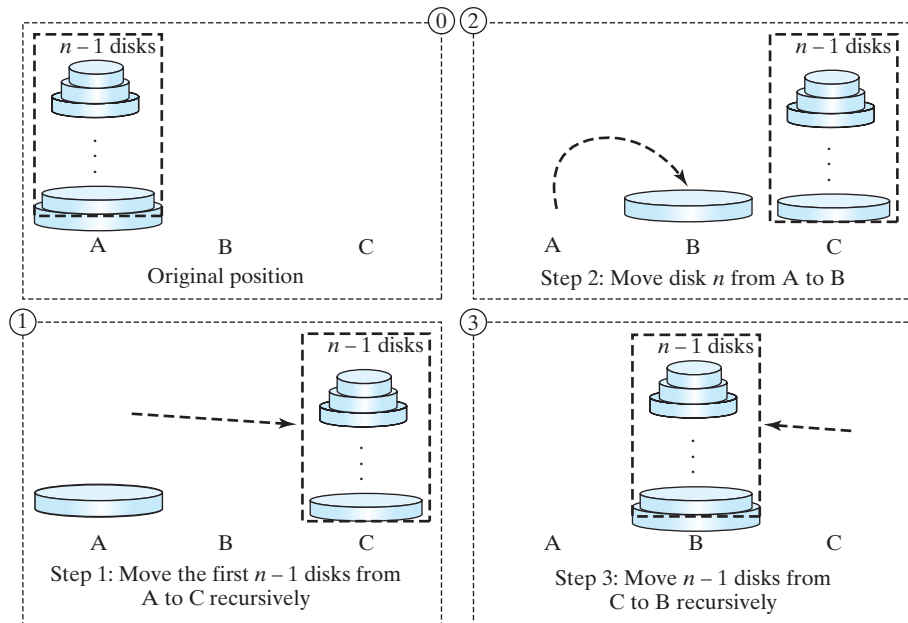 0
n – 1 disks
A B C
Original position
2
n – 1 disks
A B C
Step 2: Move disk n from A to B
1
n – 1 disks
A B C
Step 1: Move the first n – 1 disks from
A to C recursively
3
n – 1 disks
A B C
Step 3: Move n – 1 disks from
C to B recursively